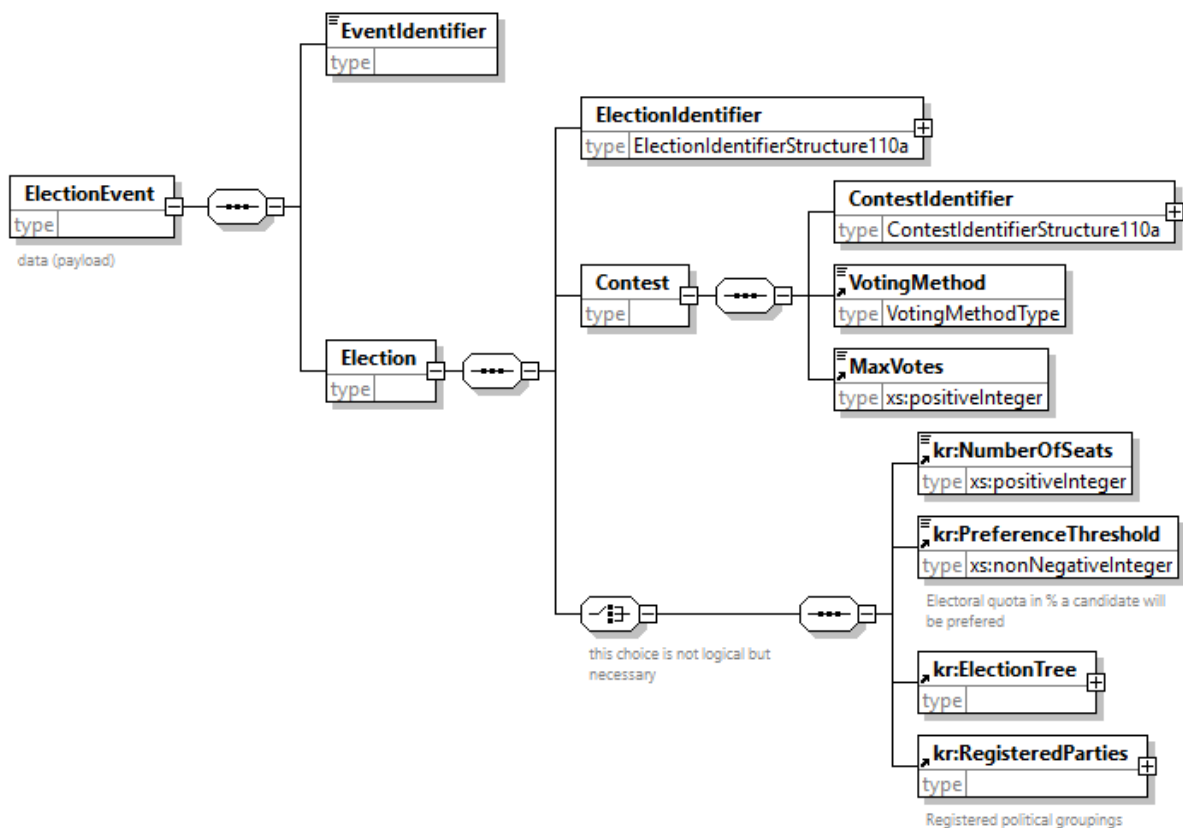 EventIdentifier
type
ElectionIdentifier
type ElectionIdentifierStructure110a
ElectionEvent
type
data (payload)
ContestIdentifier
type ContestIdentifierStructure110a
Contest
type
VotingMethod
type VotingMethodType
Election
type
MaxVotes
type xs:positiveInteger
kr:NumberOfSeats
type xs:positiveInteger
kr:PreferenceThreshold
type xs:nonNegativeInteger
Electoral quota in % a candidate will
be prefered
this choice is not logical but
necessary
kr:ElectionTree
type
kr:RegisteredParties
type
Registered political groupings